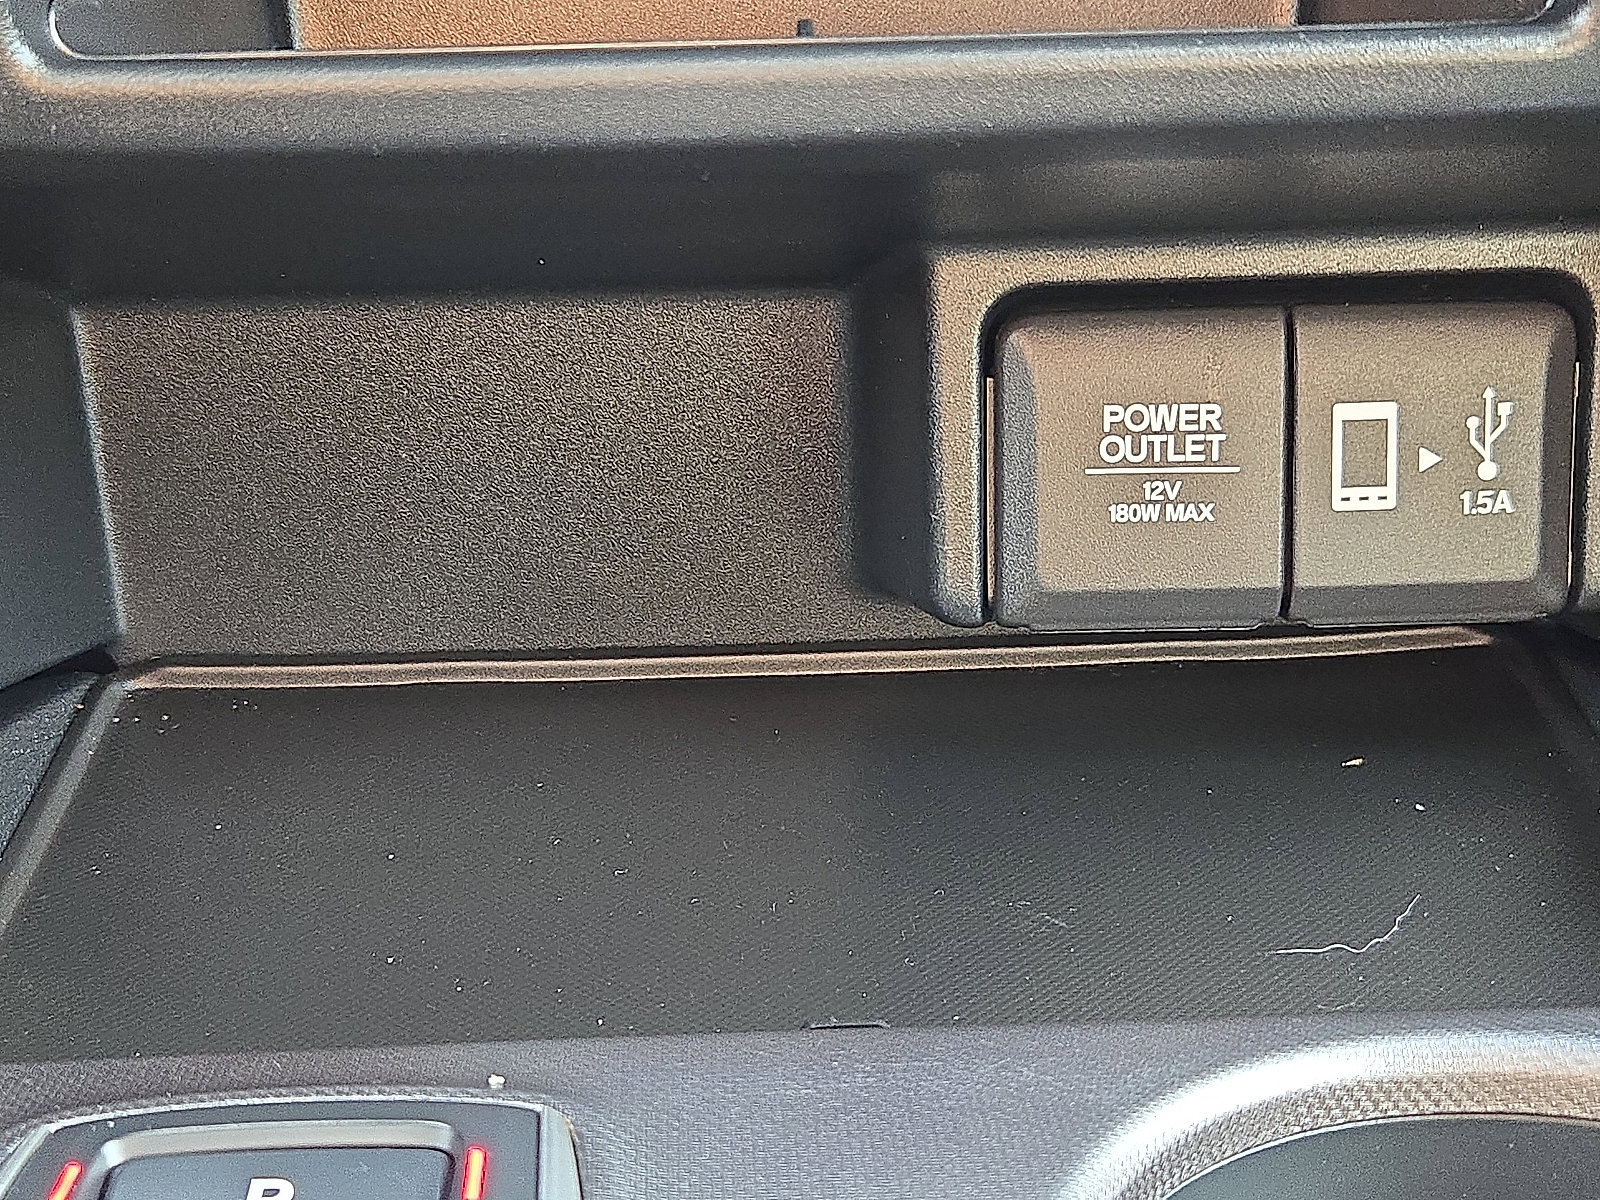 POWER
OUTLET
12V
180W MAX
1.5A
P